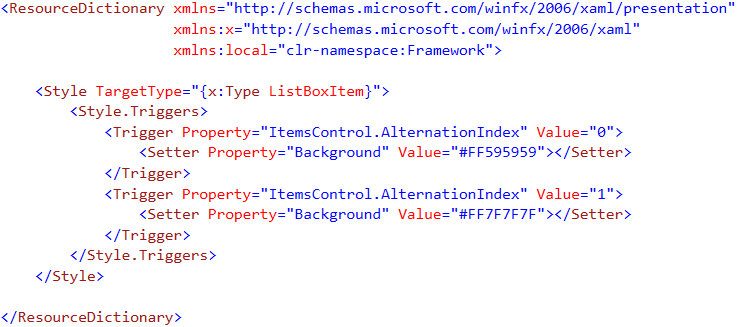 <ResourceDictionary xmlns="http://schemas.microsoft.com/winfx/2006/xaml/presentation"
                    xmlns:x="http://schemas.microsoft.com/winfx/2006/xaml"
                    xmlns:local="clr-namespace:Framework">

    <Style TargetType="{x:Type ListBoxItem}">
        <Style.Triggers>
            <Trigger Property="ItemsControl.AlternationIndex" Value="0">
                <Setter Property="Background" Value="#FF595959"></Setter>
            </Trigger>
            <Trigger Property="ItemsControl.AlternationIndex" Value="1">
                <Setter Property="Background" Value="#FF7F7F7F"></Setter>
            </Trigger>
        </Style.Triggers>
    </Style>

</ResourceDictionary>